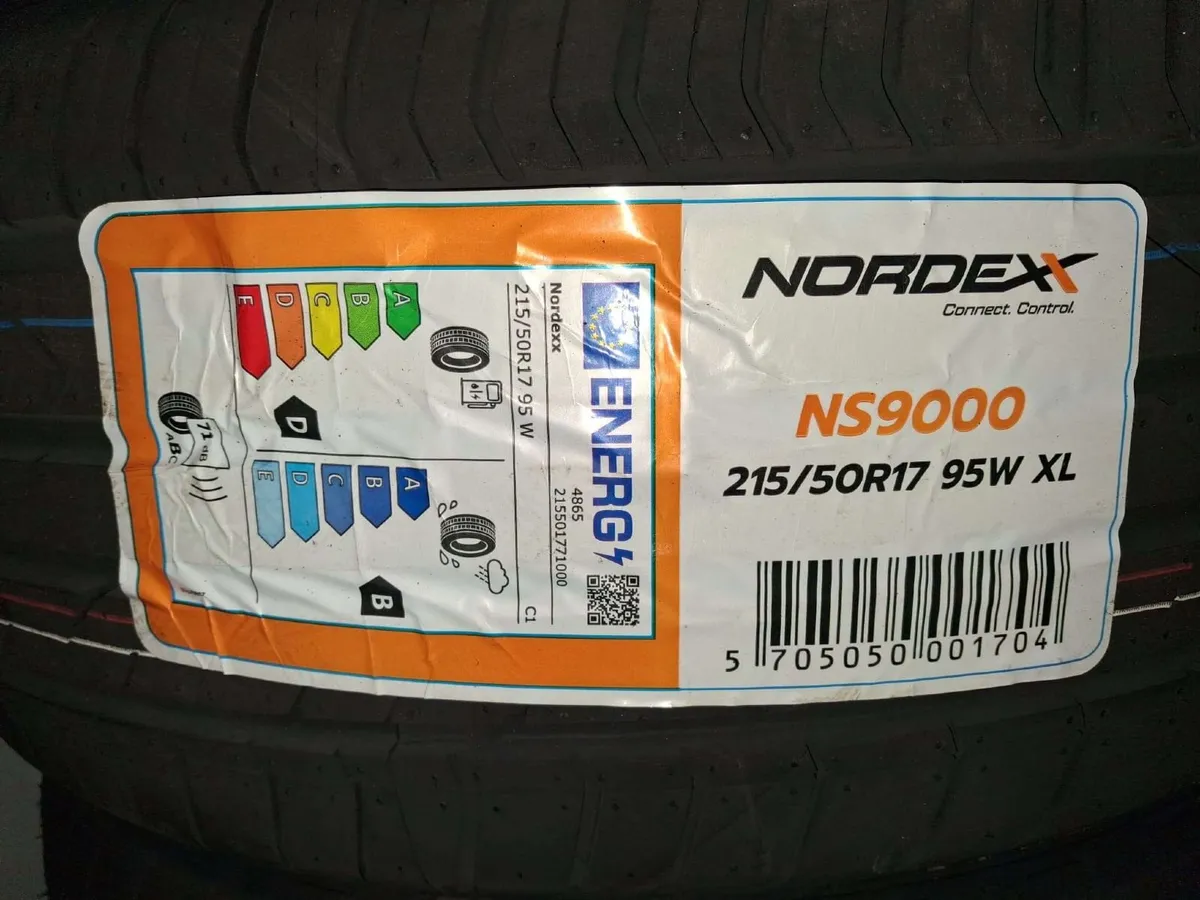 NORDEXX
Connect. Control.
NS9000
215/50R17 95W XL
5 705050 001704
ENERG
4865
215501771000
Nordexx
215/50R17 95 W
C1
A
B
C
D
E
D
A
B
C
D
E
B
71 dB
ABC